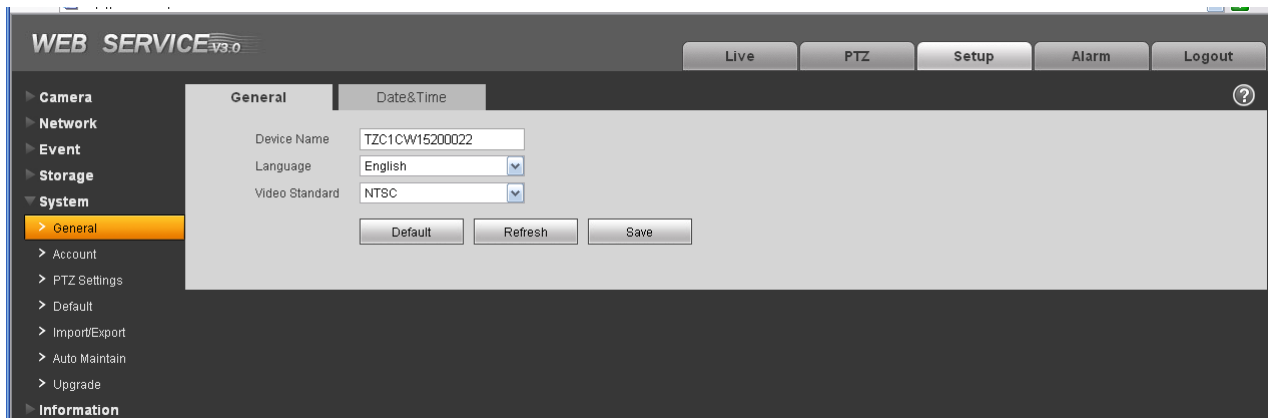 WEB SERVICE V3.0
Live PTZ Setup Alarm Logout
Camera
Network
Event
Storage
System
> General
> Account
> PTZ Settings
> Default
> Import/Export
> Auto Maintain
> Upgrade
Information
General Date&Time
?
Device Name TZC1CW15200022
Language English
Video Standard NTSC
Default Refresh Save